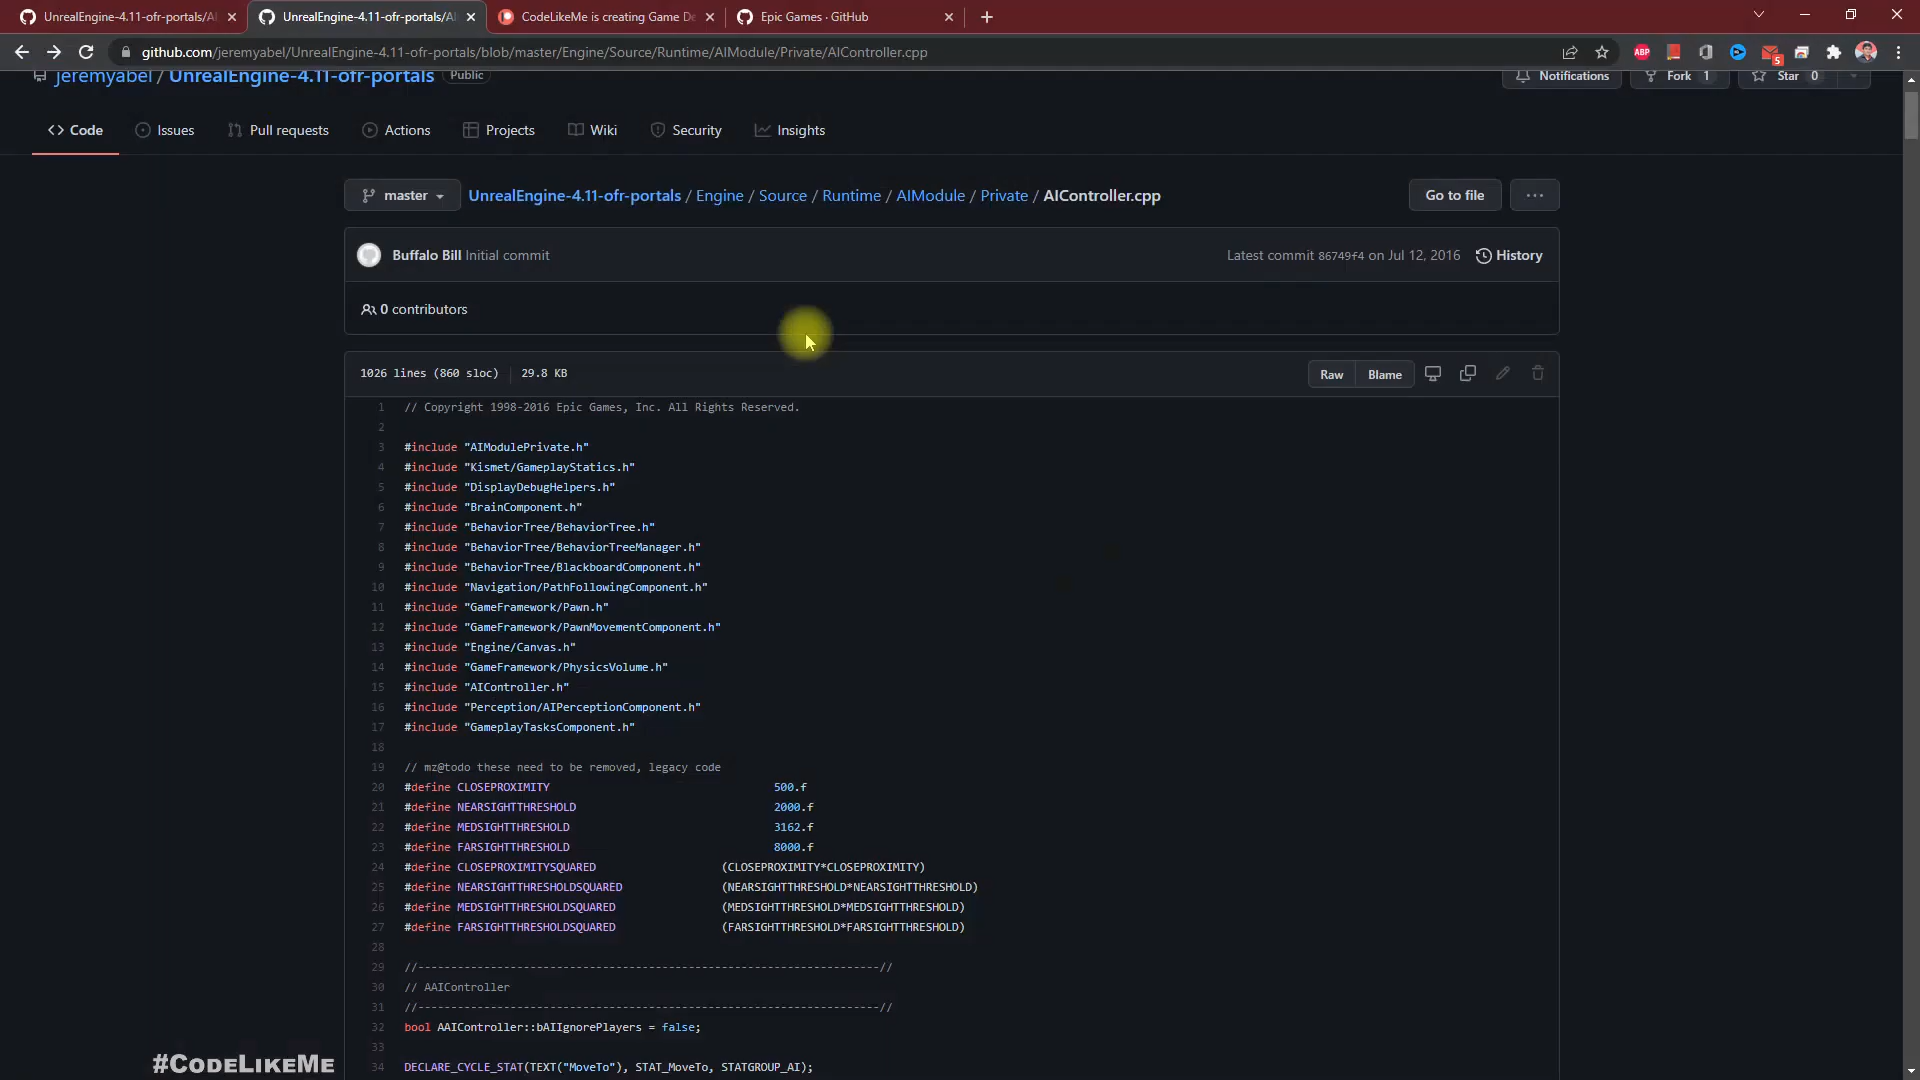 UnrealEngine-4.11-ofr-portals/AI
UnrealEngine-4.11-ofr-portals/AI
CodeLikeMe is creating Game De
Epic Games · GitHub
github.com/jeremyabel/UnrealEngine-4.11-ofr-portals/blob/master/Engine/Source/Runtime/AIModule/Private/AIController.cpp
ABP
5
jeremyabel / UnrealEngine-4.11-ofr-portals Public
Notifications
Fork 1
Star 0
Code
Issues
Pull requests
Actions
Projects
Wiki
Security
Insights
master
UnrealEngine-4.11-ofr-portals / Engine / Source / Runtime / AIModule / Private / AIController.cpp
Go to file
...
Buffalo Bill Initial commit
Latest commit 86749f4 on Jul 12, 2016
History
0 contributors
1026 lines (860 sloc) 29.8 KB
Raw
Blame
1 // Copyright 1998-2016 Epic Games, Inc. All Rights Reserved.
2
3 #include "AIModulePrivate.h"
4 #include "Kismet/GameplayStatics.h"
5 #include "DisplayDebugHelpers.h"
6 #include "BrainComponent.h"
7 #include "BehaviorTree/BehaviorTree.h"
8 #include "BehaviorTree/BehaviorTreeManager.h"
9 #include "BehaviorTree/BlackboardComponent.h"
10 #include "Navigation/PathFollowingComponent.h"
11 #include "GameFramework/Pawn.h"
12 #include "GameFramework/PawnMovementComponent.h"
13 #include "Engine/Canvas.h"
14 #include "GameFramework/PhysicsVolume.h"
15 #include "AIController.h"
16 #include "Perception/AIPerceptionComponent.h"
17 #include "GameplayTasksComponent.h"
18
19 // mz@todo these need to be removed, legacy code
20 #define CLOSEPROXIMITY 500.f
21 #define NEARSIGHTTHRESHOLD 2000.f
22 #define MEDSIGHTTHRESHOLD 3162.f
23 #define FARSIGHTTHRESHOLD 8000.f
24 #define CLOSEPROXIMITYSQUARED (CLOSEPROXIMITY*CLOSEPROXIMITY)
25 #define NEARSIGHTTHRESHOLDSQUARED (NEARSIGHTTHRESHOLD*NEARSIGHTTHRESHOLD)
26 #define MEDSIGHTTHRESHOLDSQUARED (MEDSIGHTTHRESHOLD*MEDSIGHTTHRESHOLD)
27 #define FARSIGHTTHRESHOLDSQUARED (FARSIGHTTHRESHOLD*FARSIGHTTHRESHOLD)
28
29 //----------------------------------------------------------------------//
30 // AAIController
31 //----------------------------------------------------------------------//
32 bool AAIController::bAIIgnorePlayers = false;
33
34 DECLARE_CYCLE_STAT(TEXT("MoveTo"), STAT_MoveTo, STATGROUP_AI);
#CodeLikeMe